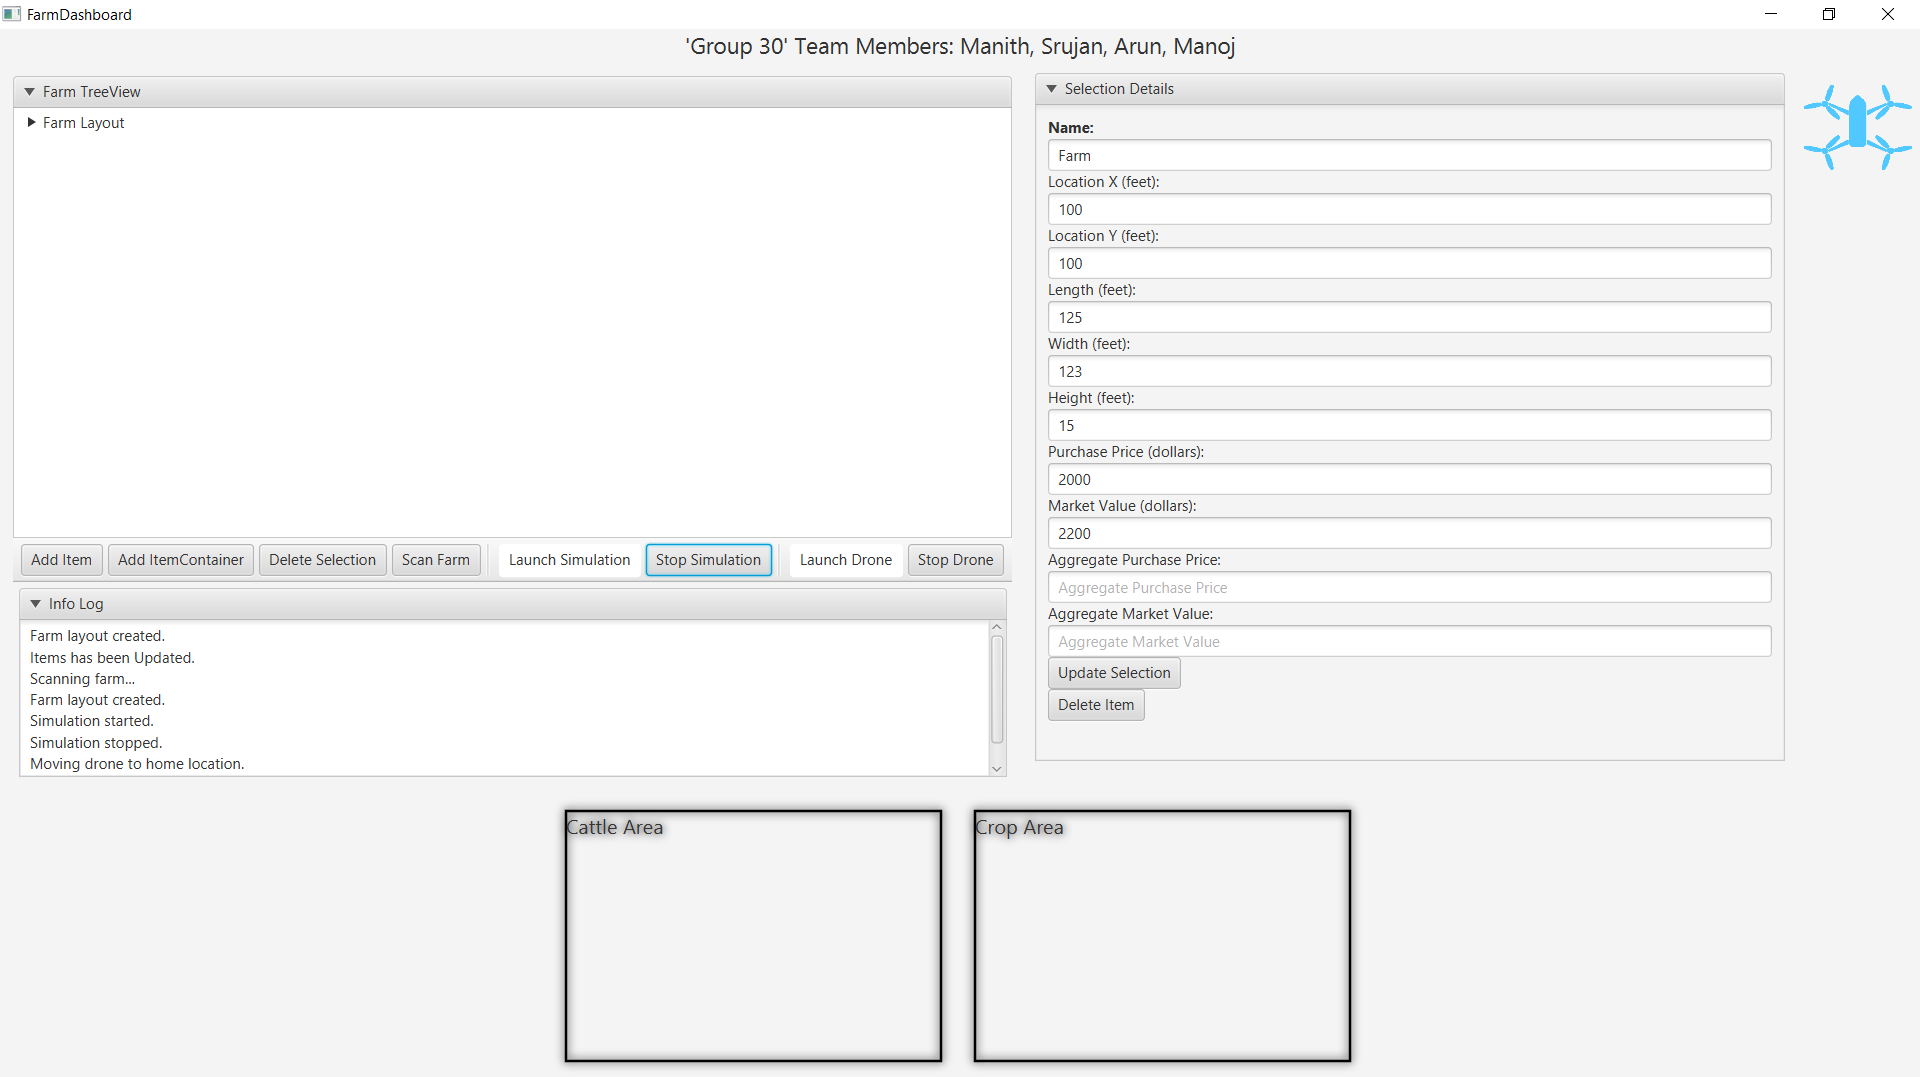 FarmDashboard
'Group 30' Team Members: Manith, Srujan, Arun, Manoj
Farm TreeView
Farm Layout
Add Item
Add ItemContainer
Delete Selection
Scan Farm
Launch Simulation
Stop Simulation
Launch Drone
Stop Drone
Info Log
Farm layout created.
Items has been Updated.
Scanning farm...
Farm layout created.
Simulation started.
Simulation stopped.
Moving drone to home location.
Selection Details
Name:
Farm
Location X (feet):
100
Location Y (feet):
100
Length (feet):
125
Width (feet):
123
Height (feet):
15
Purchase Price (dollars):
2000
Market Value (dollars):
2200
Aggregate Purchase Price:
Aggregate Purchase Price
Aggregate Market Value:
Aggregate Market Value
Update Selection
Delete Item
Cattle Area
Crop Area